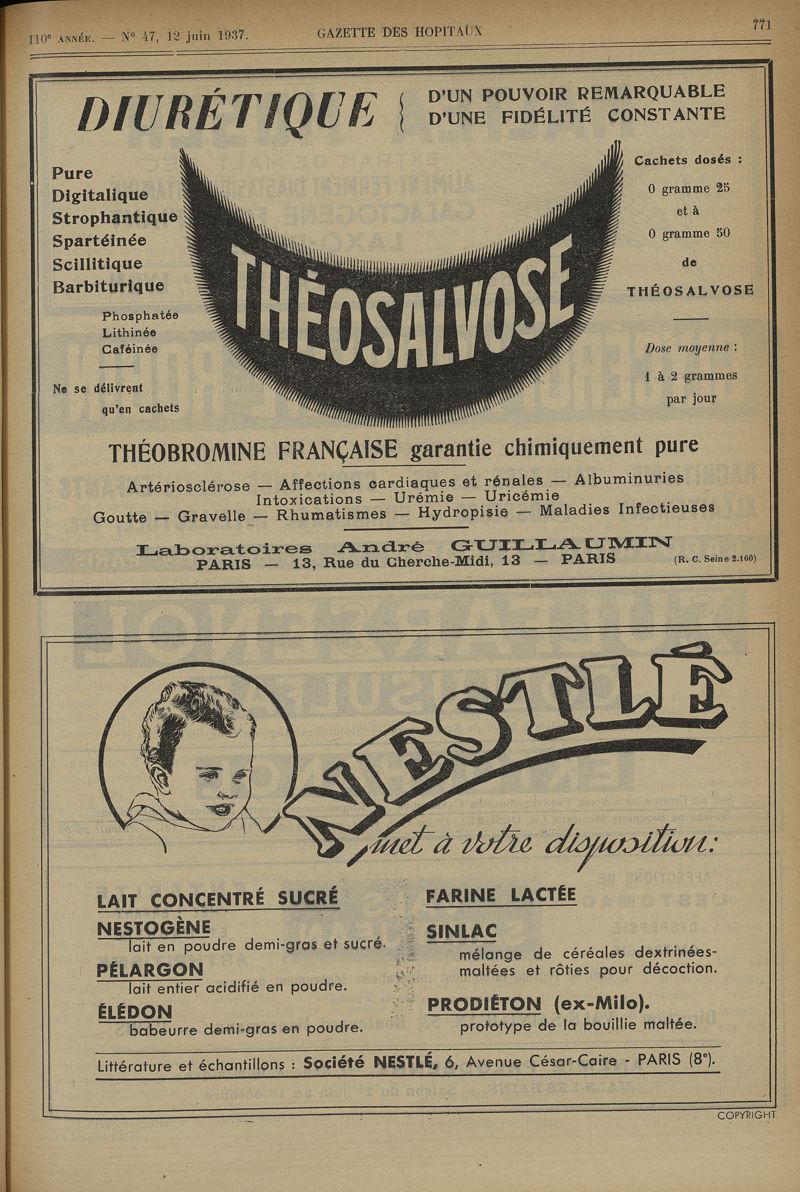 110e ANNÉE. — N° 47, 12 juin 1937.
GAZETTE DES HOPITAUX
771
DIURÉTIQUE
D'UN POUVOIR REMARQUABLE
D'UNE FIDÉLITÉ CONSTANTE
Pure
Digitalique
Strophantique
Spartéinée
Scillitique
Barbiturique
Phosphatée
Lithinée
Caféinée
Ne se délivrent
qu'en cachets
THÉOSALVOSE
Cachets dosés :
0 gramme 25
et à
0 gramme 50
de
THÉOSALVOSE
Dose moyenne :
1 à 2 grammes
par jour
THÉOBROMINE FRANÇAISE garantie chimiquement pure
Artériosclérose — Affections cardiaques et rénales — Albuminuries
Intoxications — Urémie — Uricémie
Goutte — Gravelle — Rhumatismes — Hydropisie — Maladies Infectieuses
Laboratoires André GUILLAUMIN
PARIS — 13, Rue du Cherche-Midi, 13 — PARIS
(R. C. Seine 2.160)
NESTLÉ
met à votre disposition:
LAIT CONCENTRÉ SUCRÉ
NESTOGÈNE
lait en poudre demi-gras et sucré.
PÉLARGON
lait entier acidifié en poudre.
ÉLÉDON
babeurre demi-gras en poudre.
FARINE LACTÉE
SINLAC
mélange de céréales dextrinées-
maltées et rôties pour décoction.
PRODIÉTON (ex-Milo).
prototype de la bouillie maltée.
Littérature et échantillons : Société NESTLÉ, 6, Avenue César-Caire - PARIS (8e).
COPYRIGHT